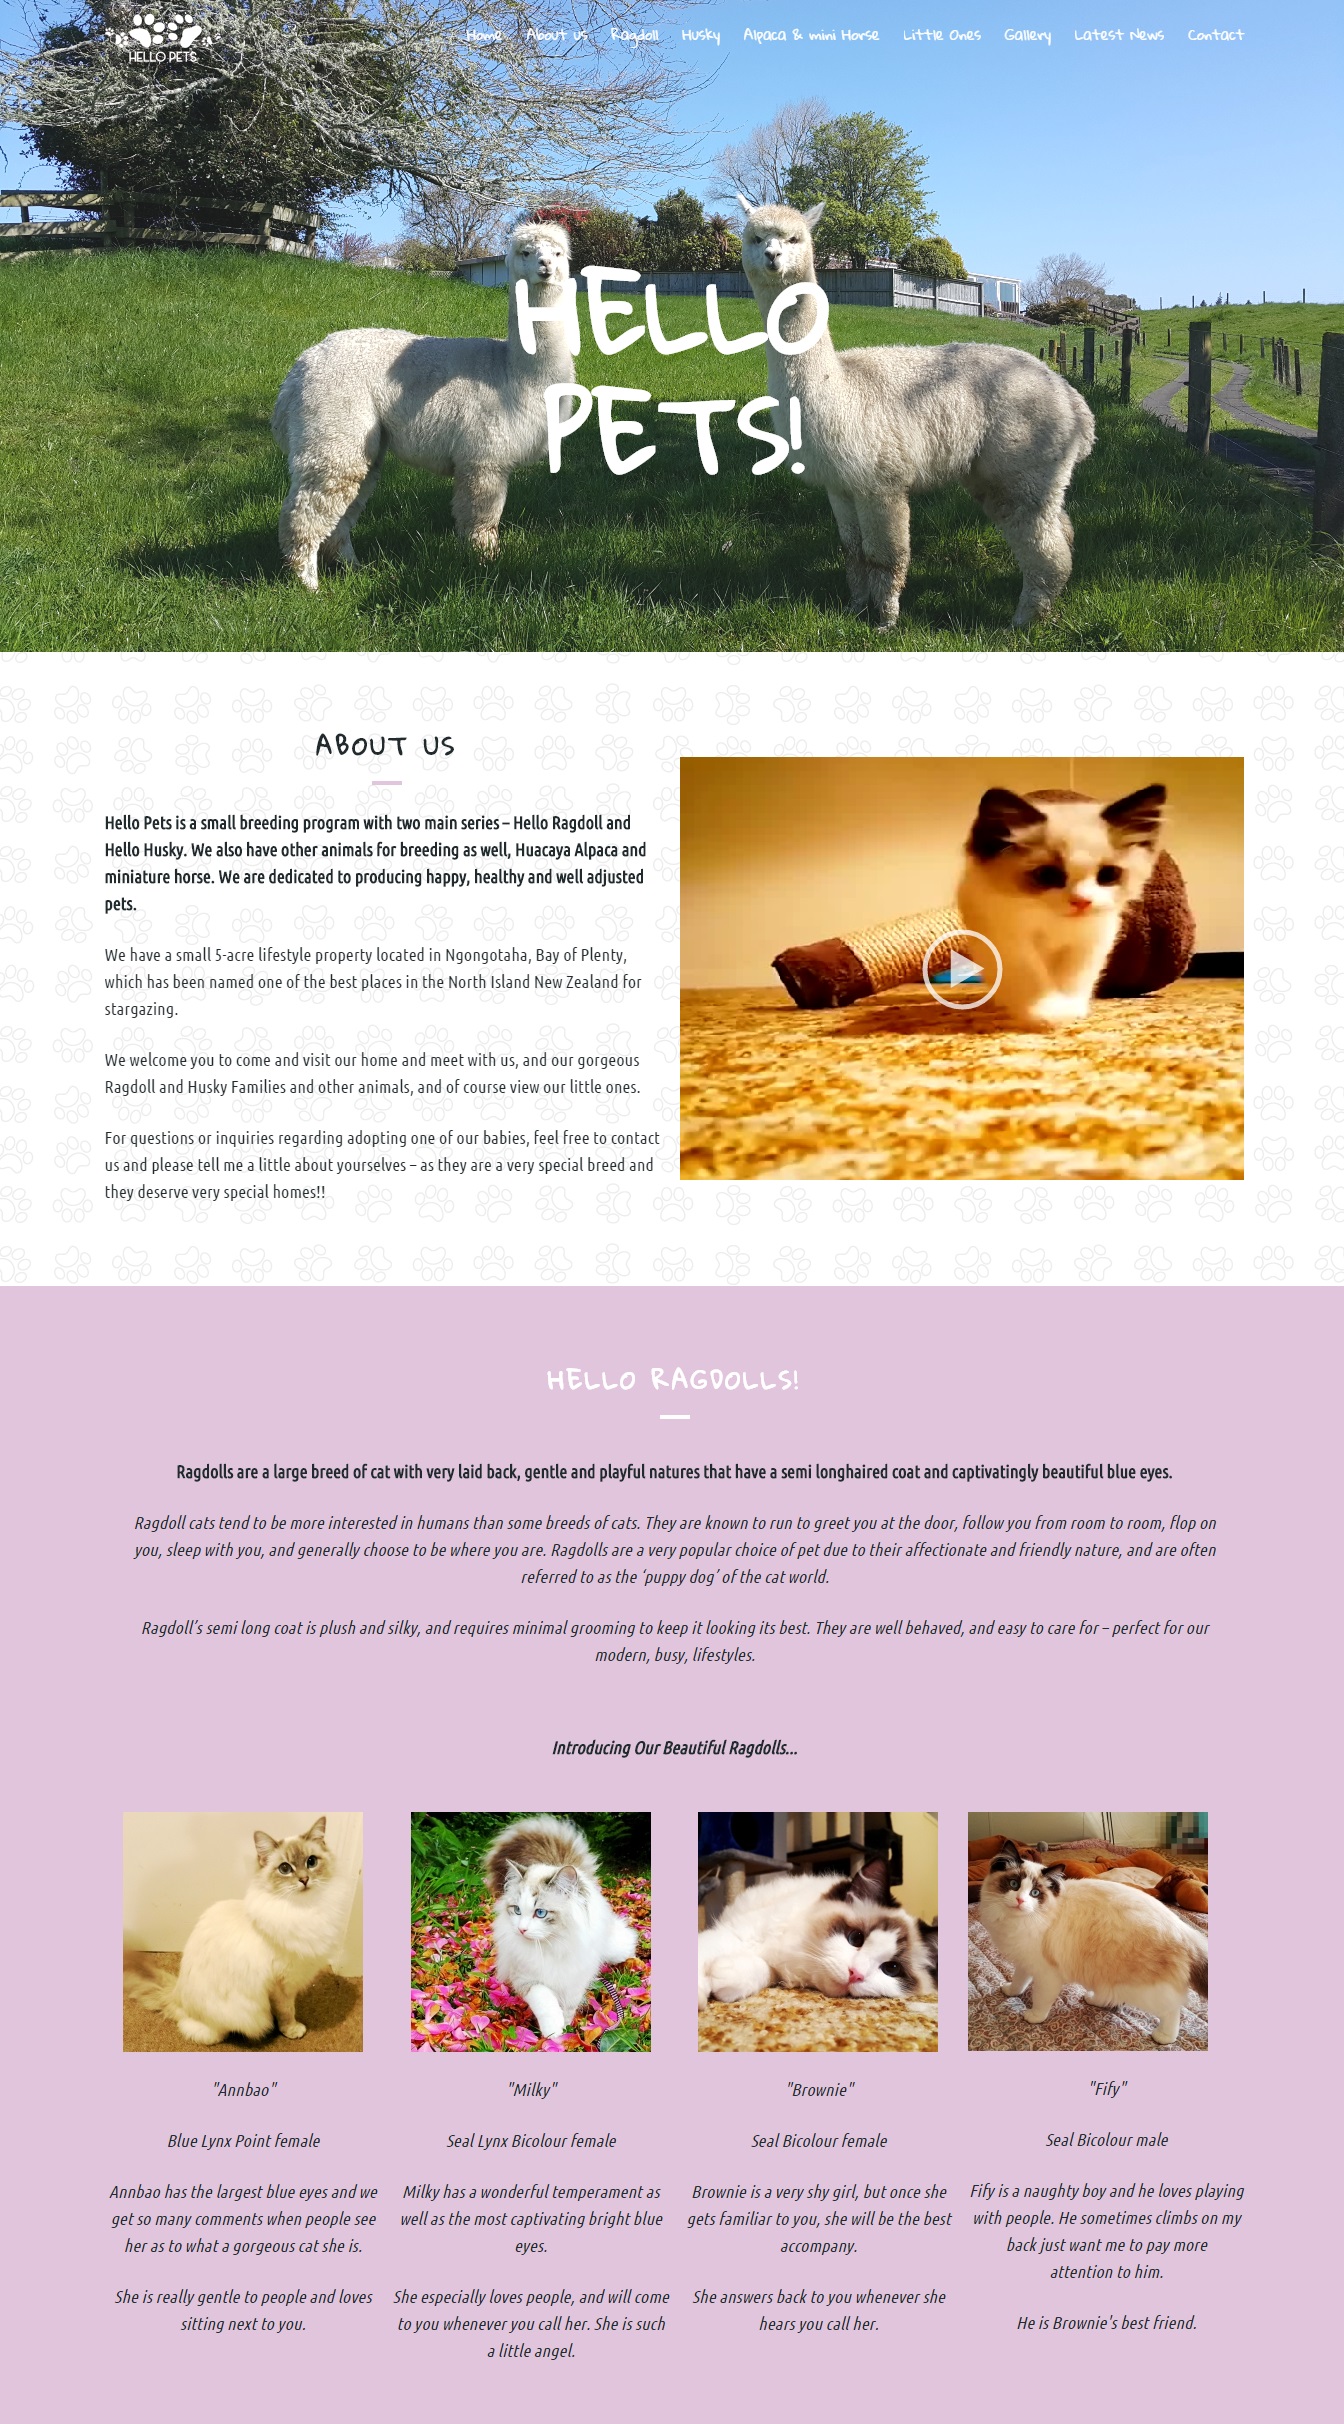 HELLO PETS
Home About us Ragdoll Husky Alpaca & mini Horse Little Ones Gallery Latest News Contact
HELLO
PETS!
ABOUT US
Hello Pets is a small breeding program with two main series – Hello Ragdoll and
Hello Husky. We also have other animals for breeding as well, Huacaya Alpaca and
miniature horse. We are dedicated to producing happy, healthy and well adjusted
pets.
We have a small 5-acre lifestyle property located in Ngongotaha, Bay of Plenty,
which has been named one of the best places in the North Island New Zealand for
stargazing.
We welcome you to come and visit our home and meet with us, and our gorgeous
Ragdoll and Husky Families and other animals, and of course view our little ones.
For questions or inquiries regarding adopting one of our babies, feel free to contact
us and please tell me a little about yourselves – as they are a very special breed and
they deserve very special homes!!
HELLO RAGDOLLS!
Ragdolls are a large breed of cat with very laid back, gentle and playful natures that have a semi longhaired coat and captivatingly beautiful blue eyes.
Ragdoll cats tend to be more interested in humans than some breeds of cats. They are known to run to greet you at the door, follow you from room to room, flop on
you, sleep with you, and generally choose to be where you are. Ragdolls are a very popular choice of pet due to their affectionate and friendly nature, and are often
referred to as the ‘puppy dog’ of the cat world.
Ragdoll’s semi long coat is plush and silky, and requires minimal grooming to keep it looking its best. They are well behaved, and easy to care for – perfect for our
modern, busy, lifestyles.
Introducing Our Beautiful Ragdolls...
"Annbao"
Blue Lynx Point female
Annbao has the largest blue eyes and we
get so many comments when people see
her as to what a gorgeous cat she is.
She is really gentle to people and loves
sitting next to you.
"Milky"
Seal Lynx Bicolour female
Milky has a wonderful temperament as
well as the most captivating bright blue
eyes.
She especially loves people, and will come
to you whenever you call her. She is such
a little angel.
"Brownie"
Seal Bicolour female
Brownie is a very shy girl, but once she
gets familiar to you, she will be the best
accompany.
She answers back to you whenever she
hears you call her.
"Fify"
Seal Bicolour male
Fify is a naughty boy and he loves playing
with people. He sometimes climbs on my
back just want me to pay more
attention to him.
He is Brownie's best friend.